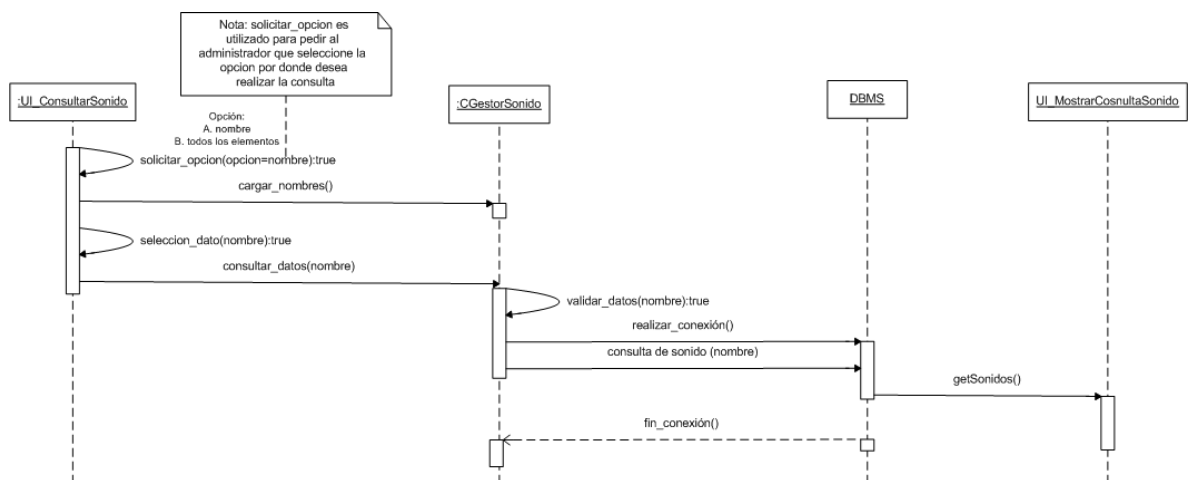 Nota: solicitar_opcion es
utilizado para pedir al
administrador que seleccione la
opcion por donde desea
realizar la consulta
:UI_ConsultarSonido
:CGestorSonido
DBMS
UI_MostrarCosnultaSonido
Opción:
A. nombre
B. todos los elementos
solicitar_opcion(opcion=nombre):true
cargar_nombres()
seleccion_dato(nombre):true
consultar_datos(nombre)
validar_datos(nombre):true
realizar_conexión()
consulta de sonido (nombre)
getSonidos()
fin_conexión()